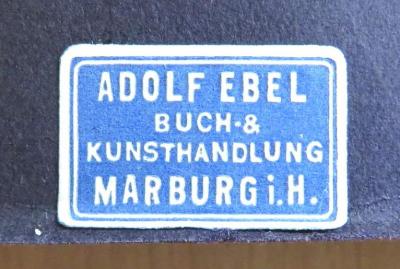 ADOLF EBEL
BUCH-&
KUNSTHANDLUNG
MARBURG i.H.